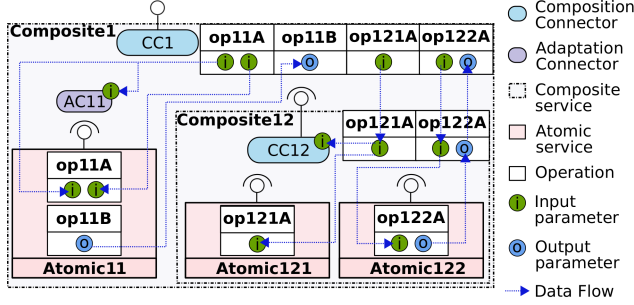 Composite1
CC1
op11A op11B op121A op122A
i i o i i o
AC11 i
Composite12
CC12 i
op121A op122A
i i o
op11A
i i
op11B
o
Atomic11
op121A
i
Atomic121
op122A
i o
Atomic122
Composition
Connector
Adaptation
Connector
Composite
service
Atomic
service
Operation
i Input
parameter
o Output
parameter
Data Flow